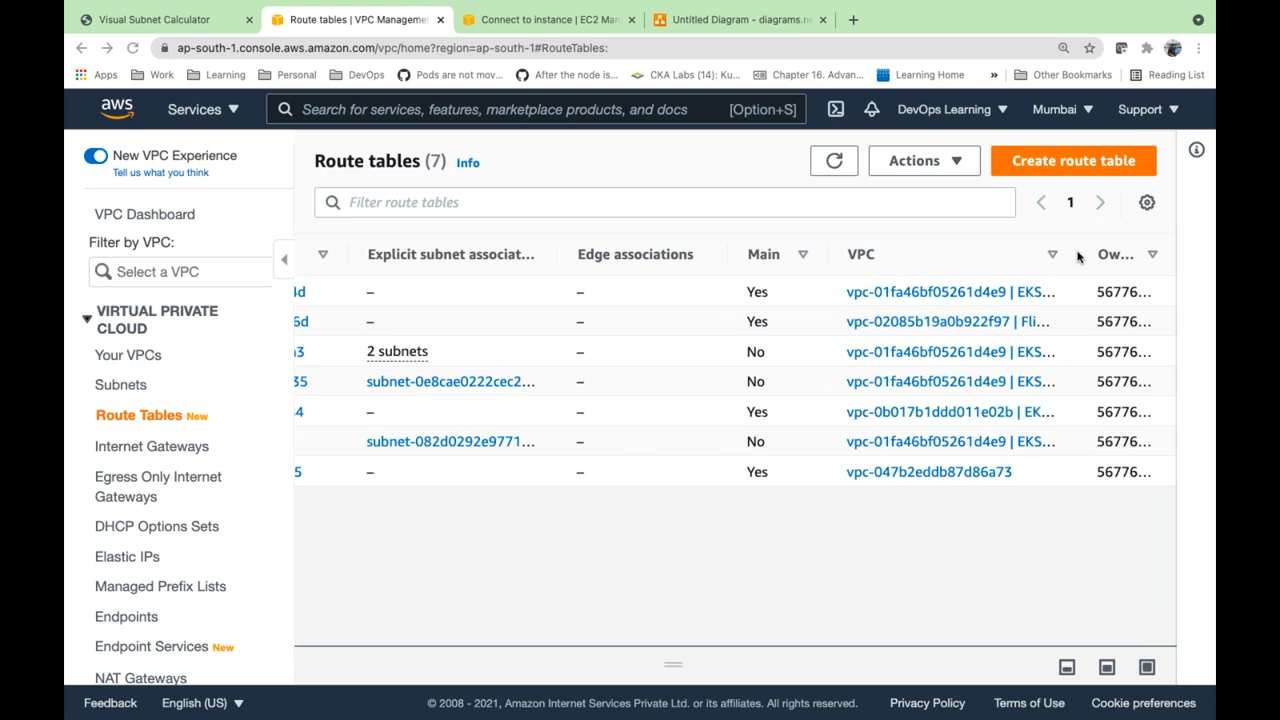 Visual Subnet Calculator
Route tables | VPC Manageme
Connect to instance | EC2 Man
Untitled Diagram - diagrams.ne
ap-south-1.console.aws.amazon.com/vpc/home?region=ap-south-1#RouteTables:
Apps Work Learning Personal DevOps Pods are not mov... After the node is... CKA Labs (14): Ku... Chapter 16. Advan... Learning Home » Other Bookmarks Reading List
aws Services Search for services, features, marketplace products, and docs [Option+S] DevOps Learning Mumbai Support
New VPC Experience
Tell us what you think
VPC Dashboard
Filter by VPC:
Select a VPC
VIRTUAL PRIVATE
CLOUD
Your VPCs
Subnets
Route Tables New
Internet Gateways
Egress Only Internet
Gateways
DHCP Options Sets
Elastic IPs
Managed Prefix Lists
Endpoints
Endpoint Services New
NAT Gateways
Route tables (7) Info
Actions
Create route table
Filter route tables
1
Explicit subnet associat... Edge associations Main VPC Ow...
4d – – Yes vpc-01fa46bf05261d4e9 | EKS... 56776...
6d – – Yes vpc-02085b19a0b922f97 | Fli... 56776...
a3 2 subnets – No vpc-01fa46bf05261d4e9 | EKS... 56776...
35 subnet-0e8cae0222cec2... – No vpc-01fa46bf05261d4e9 | EKS... 56776...
4 – – Yes vpc-0b017b1ddd011e02b | EK... 56776...
subnet-082d0292e9771... – No vpc-01fa46bf05261d4e9 | EKS... 56776...
5 – – Yes vpc-047b2eddb87d86a73 56776...
Feedback English (US) © 2008 - 2021, Amazon Internet Services Private Ltd. or its affiliates. All rights reserved. Privacy Policy Terms of Use Cookie preferences